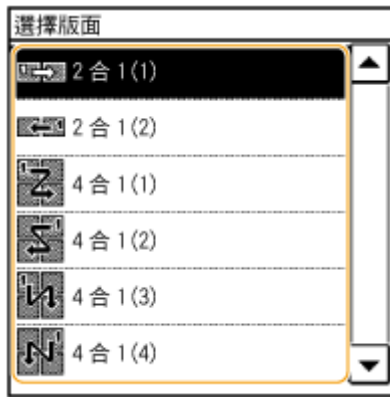 選擇版面
2 合 1(1)
2 合 1(2)
4 合 1(1)
4 合 1(2)
4 合 1(3)
4 合 1(4)